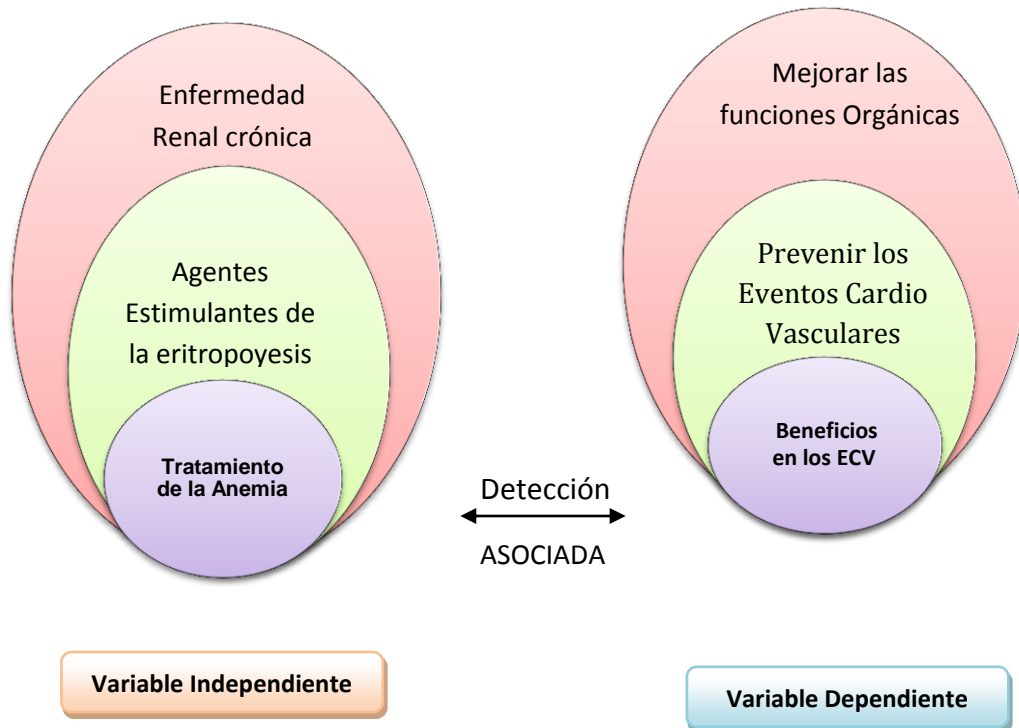 Enfermedad
Renal crónica
Agentes
Estimulantes de
la eritropoyesis
Tratamiento
de la Anemia
Detección
ASOCIADA
Mejorar las
funciones Orgánicas
Prevenir los
Eventos Cardio
Vasculares
Beneficios
en los ECV
Variable Independiente
Variable Dependiente